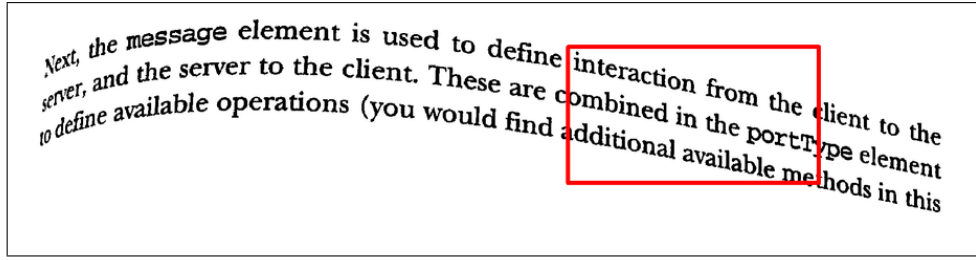 Next, the message element is used to define interaction from the client to the
server, and the server to the client. These are combined in the portType element
to define available operations (you would find additional available methods in this